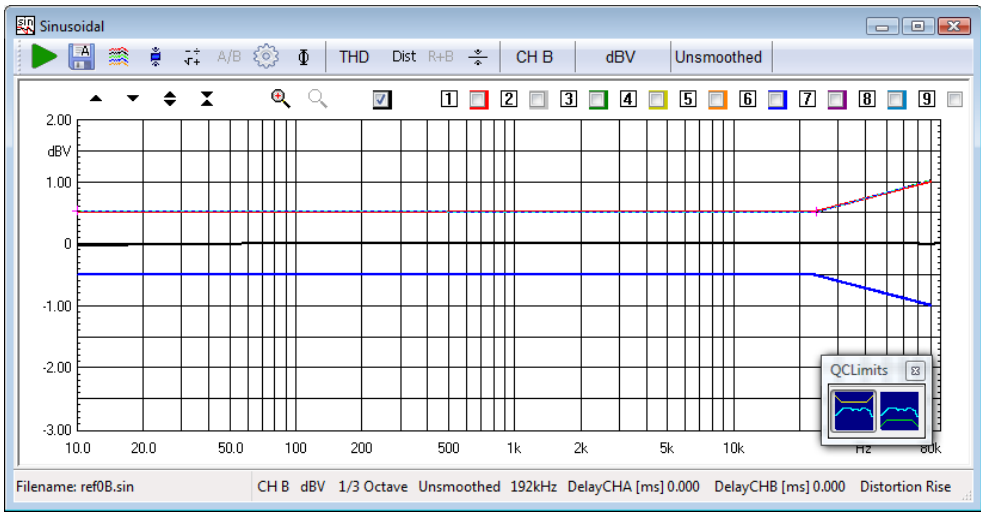 Sinusoidal
A A/B Φ THD Dist R+B CH B dBV Unsmoothed
1 2 3 4 5 6 7 8 9
2.00
dBV
1.00
0
-1.00
-2.00
-3.00
10.0 20.0 50.0 100 200 500 1k 2k 5k 10k Hz 80k
QCLimits
Filename: ref0B.sin CH B dBV 1/3 Octave Unsmoothed 192kHz DelayCHA [ms] 0.000 DelayCHB [ms] 0.000 Distortion Rise